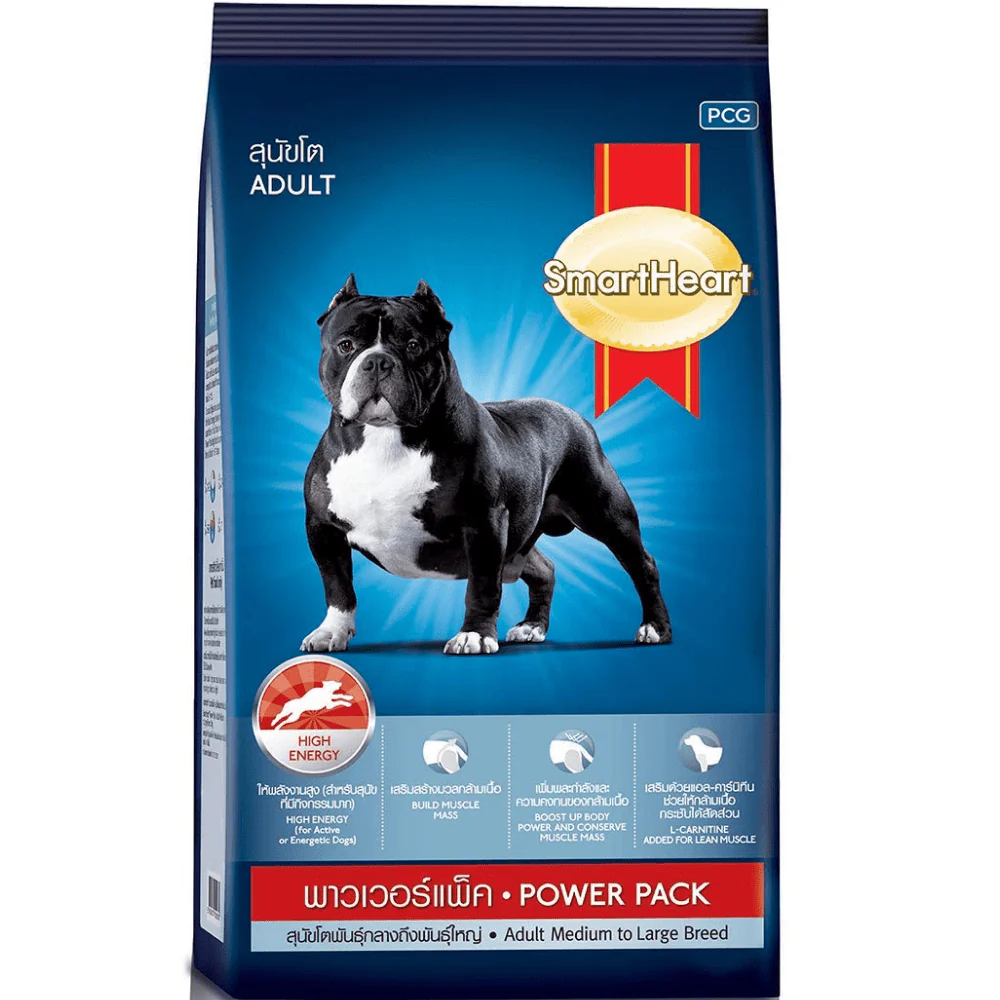 PCG
สุนัขโต
ADULT
SmartHeart
HIGH
ENERGY
ให้พลังงานสูง (สำหรับสุนัข
ที่มีกิจกรรมมาก)
HIGH ENERGY
(for Active
or Energetic Dogs)
เสริมสร้างมวลกล้ามเนื้อ
BUILD MUSCLE
MASS
เพิ่มพละกำลังและ
ความคงทนของกล้ามเนื้อ
BOOST UP BODY
POWER AND CONSERVE
MUSCLE MASS
เสริมด้วยแอล-คาร์นิทีน
ช่วยให้กล้ามเนื้อ
กระชับได้สัดส่วน
L-CARNITINE
ADDED FOR LEAN MUSCLE
พาวเวอร์แพ็ค • POWER PACK
สุนัขโตพันธุ์กลางถึงพันธุ์ใหญ่ • Adult Medium to Large Breed